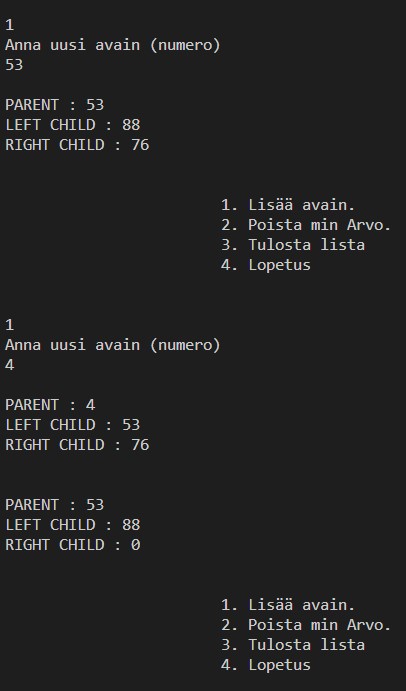 1
Anna uusi avain (numero)
53
PARENT : 53
LEFT CHILD : 88
RIGHT CHILD : 76
1. Lisää avain.
2. Poista min Arvo.
3. Tulosta lista
4. Lopetus
1
Anna uusi avain (numero)
4
PARENT : 4
LEFT CHILD : 53
RIGHT CHILD : 76
PARENT : 53
LEFT CHILD : 88
RIGHT CHILD : 0
1. Lisää avain.
2. Poista min Arvo.
3. Tulosta lista
4. Lopetus